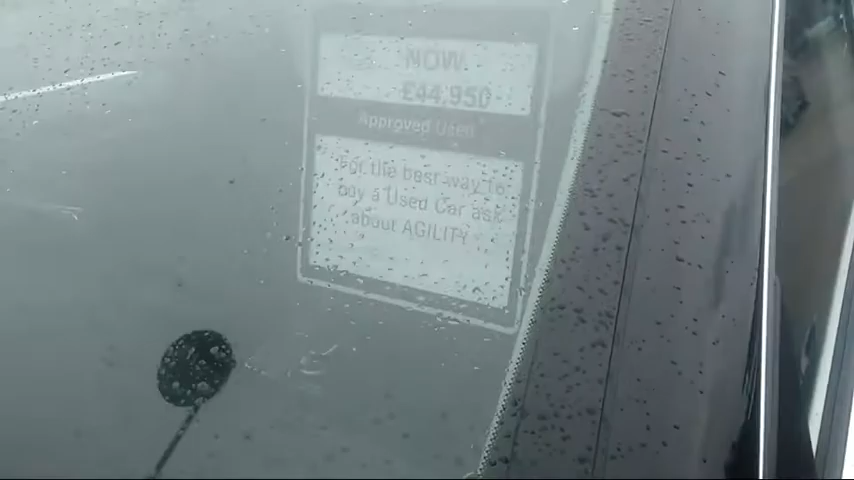 NOW
£44,950
Approved Used
For the best way to
buy a Used Car ask
about AGILITY